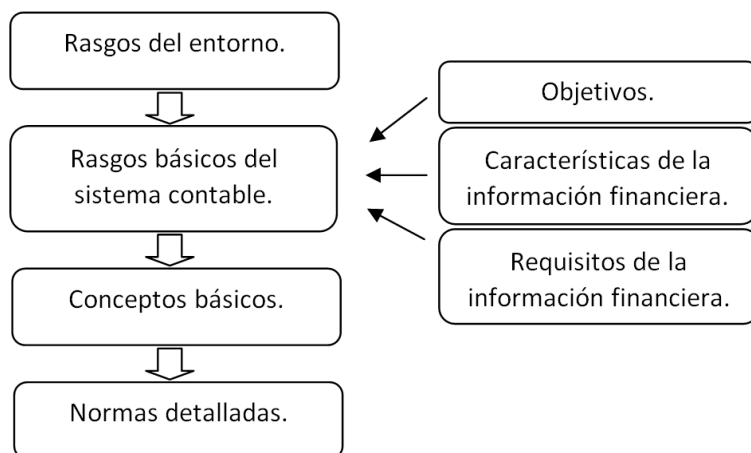 Rasgos del entorno.
Rasgos básicos del
sistema contable.
Conceptos básicos.
Normas detalladas.
Objetivos.
Características de la
información financiera.
Requisitos de la
información financiera.